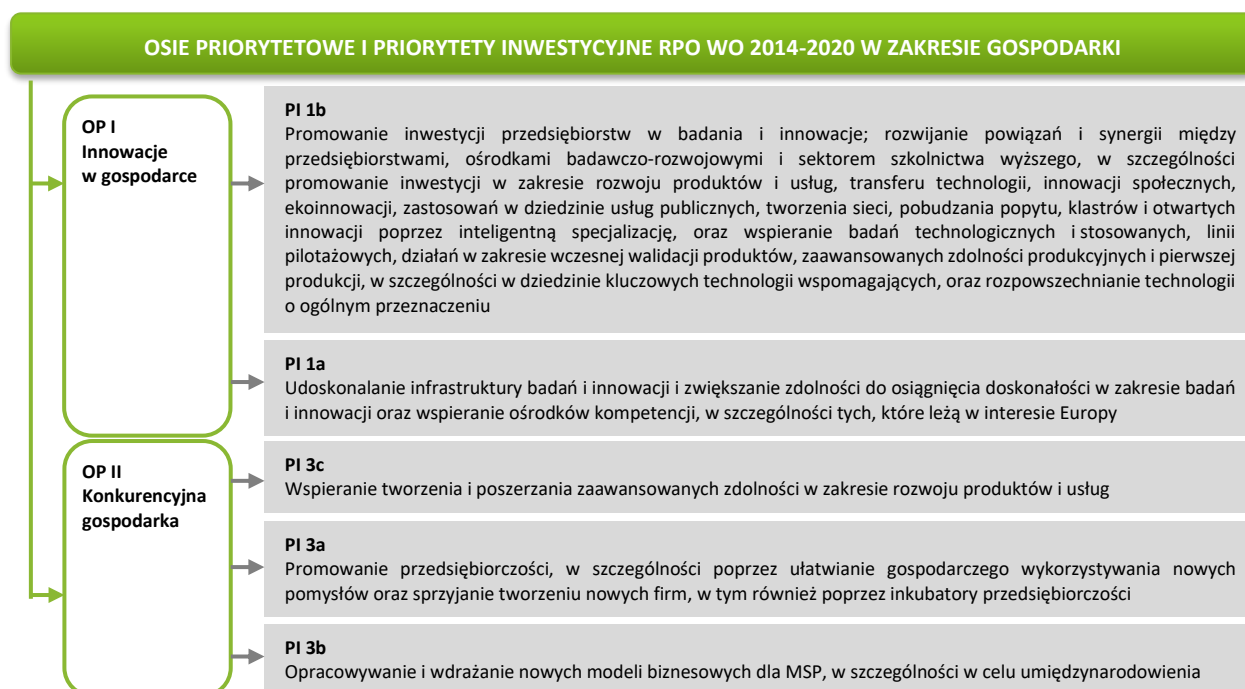 OSIE PRIORYTETOWE I PRIORYTETY INWESTYCYJNE RPO WO 2014-2020 W ZAKRESIE GOSPODARKI
OP I
Innowacje
w gospodarce
PI 1b
Promowanie inwestycji przedsiębiorstw w badania i innowacje; rozwijanie powiązań i synergii między
przedsiębiorstwami, ośrodkami badawczo-rozwojowymi i sektorem szkolnictwa wyższego, w szczególności
promowanie inwestycji w zakresie rozwoju produktów i usług, transferu technologii, innowacji społecznych,
ekoinnowacji, zastosowań w dziedzinie usług publicznych, tworzenia sieci, pobudzania popytu, klastrów i otwartych
innowacji poprzez inteligentną specjalizację, oraz wspieranie badań technologicznych i stosowanych, linii
pilotażowych, działań w zakresie wczesnej walidacji produktów, zaawansowanych zdolności produkcyjnych i pierwszej
produkcji, w szczególności w dziedzinie kluczowych technologii wspomagających, oraz rozpowszechnianie technologii
o ogólnym przeznaczeniu
PI 1a
Udoskonalanie infrastruktury badań i innowacji i zwiększanie zdolności do osiągnięcia doskonałości w zakresie badań
i innowacji oraz wspieranie ośrodków kompetencji, w szczególności tych, które leżą w interesie Europy
OP II
Konkurencyjna
gospodarka
PI 3c
Wspieranie tworzenia i poszerzania zaawansowanych zdolności w zakresie rozwoju produktów i usług
PI 3a
Promowanie przedsiębiorczości, w szczególności poprzez ułatwianie gospodarczego wykorzystywania nowych
pomysłów oraz sprzyjanie tworzeniu nowych firm, w tym również poprzez inkubatory przedsiębiorczości
PI 3b
Opracowywanie i wdrażanie nowych modeli biznesowych dla MSP, w szczególności w celu umiędzynarodowienia